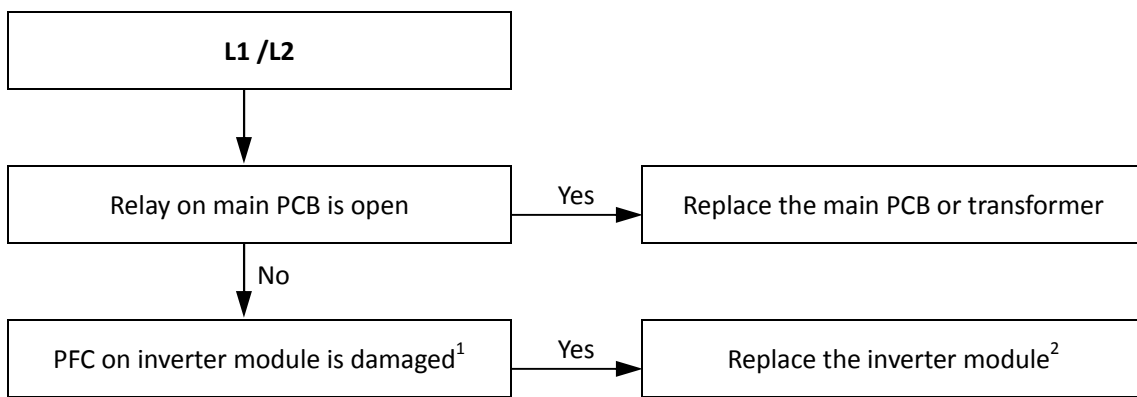 L1 /L2
Relay on main PCB is open
Yes
Replace the main PCB or transformer
No
PFC on inverter module is damaged¹
Yes
Replace the inverter module²